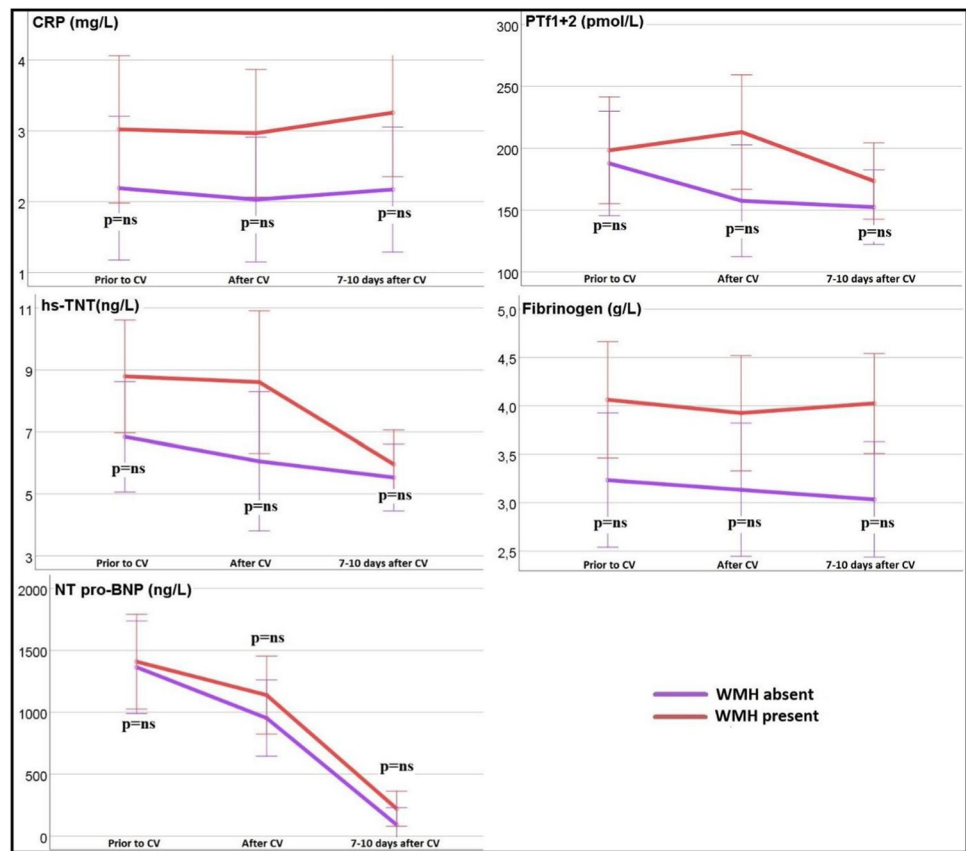 CRP (mg/L)
4
3
2
1
p=ns
p=ns
p=ns
Prior to CV
After CV
7-10 days after CV
PTf1+2 (pmol/L)
300
250
200
150
100
p=ns
p=ns
p=ns
Prior to CV
After CV
7-10 days after CV
hs-TNT(ng/L)
11
9
7
5
3
p=ns
p=ns
p=ns
Prior to CV
After CV
7-10 days after CV
Fibrinogen (g/L)
5,0
4,5
4,0
3,5
3,0
2,5
p=ns
p=ns
p=ns
Prior to CV
After CV
7-10 days after CV
NT pro-BNP (ng/L)
2000
1500
1000
500
0
p=ns
p=ns
p=ns
Prior to CV
After CV
7-10 days after CV
WMH absent
WMH present